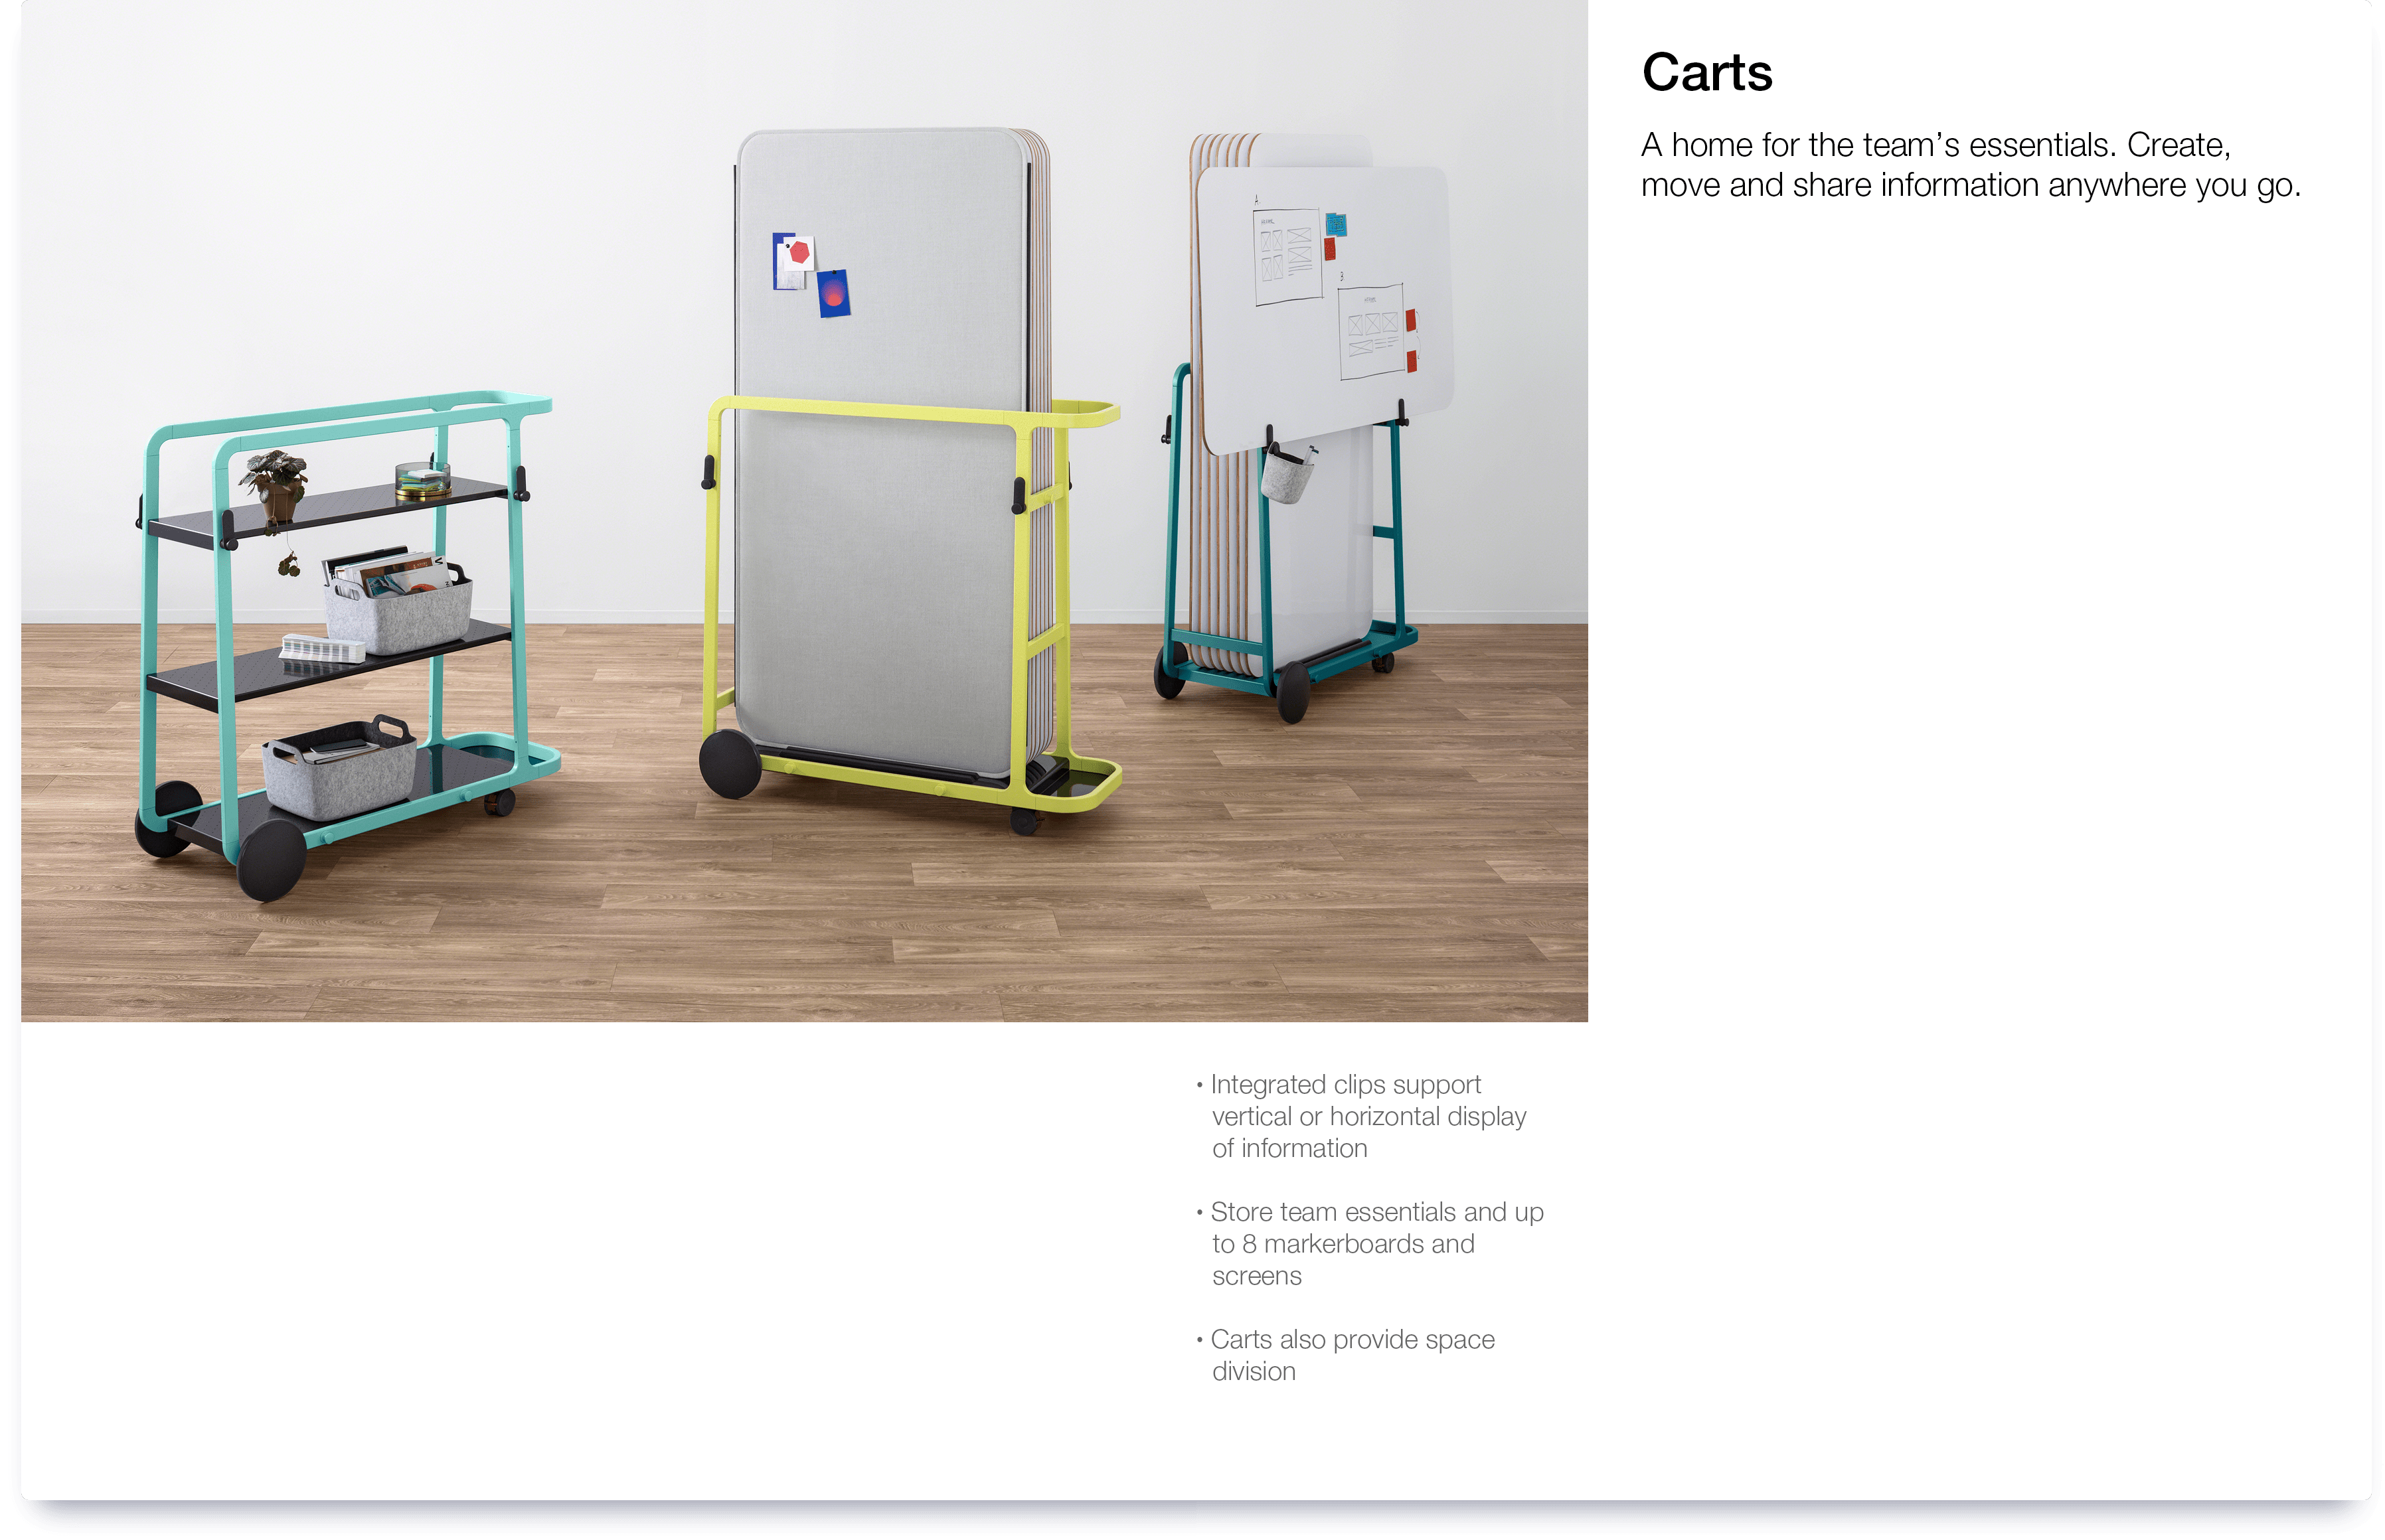 Carts
A home for the team’s essentials. Create,
move and share information anywhere you go.
A.
B.
• Integrated clips support
vertical or horizontal display
of information
• Store team essentials and up
to 8 markerboards and
screens
• Carts also provide space
division